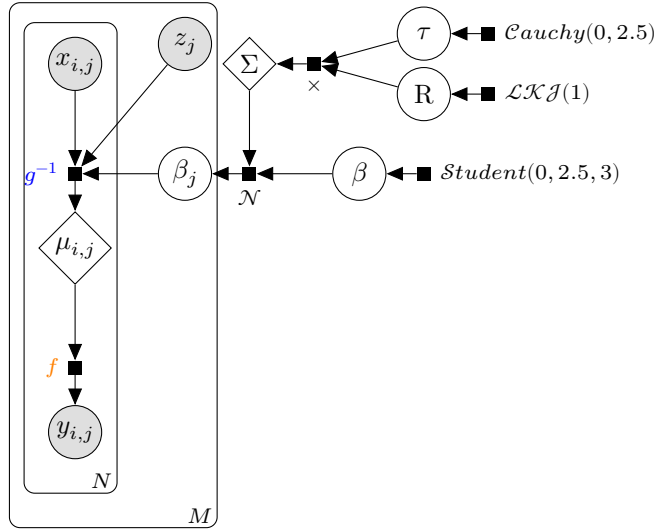 x_{i,j}
z_j
Σ
×
τ
𝒞auchy(0, 2.5)
R
ℒ𝒦𝒥(1)
g^{-1}
β_j
𝒩
β
𝒮tudent(0, 2.5, 3)
μ_{i,j}
f
y_{i,j}
N
M